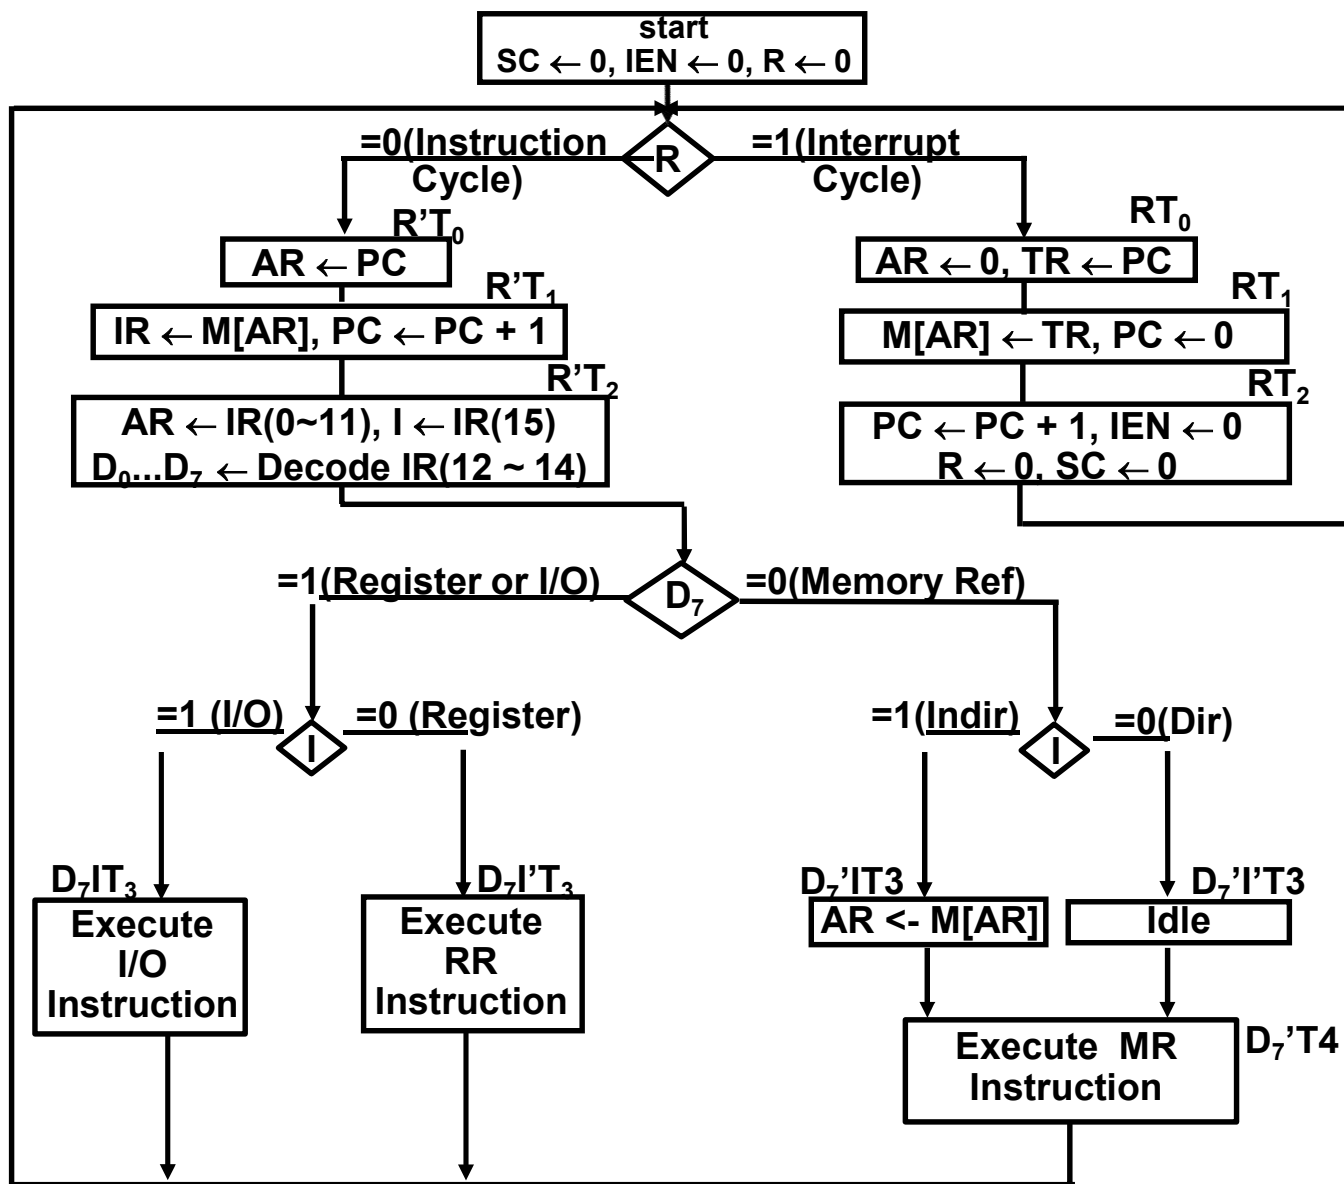 start
SC ← 0, IEN ← 0, R ← 0
=0(Instruction
Cycle)
R
=1(Interrupt
Cycle)
R’T₀
AR ← PC
R’T₁
IR ← M[AR], PC ← PC + 1
R’T₂
AR ← IR(0~11), I ← IR(15)
D₀...D₇ ← Decode IR(12 ~ 14)
RT₀
AR ← 0, TR ← PC
RT₁
M[AR] ← TR, PC ← 0
RT₂
PC ← PC + 1, IEN ← 0
R ← 0, SC ← 0
=1(Register or I/O)
D₇
=0(Memory Ref)
=1 (I/O)
I
=0 (Register)
=1(Indir)
I
=0(Dir)
D₇IT₃
Execute
I/O
Instruction
D₇I’T₃
Execute
RR
Instruction
D₇’IT3
AR <- M[AR]
D₇’I’T3
Idle
Execute MR
Instruction
D₇’T4